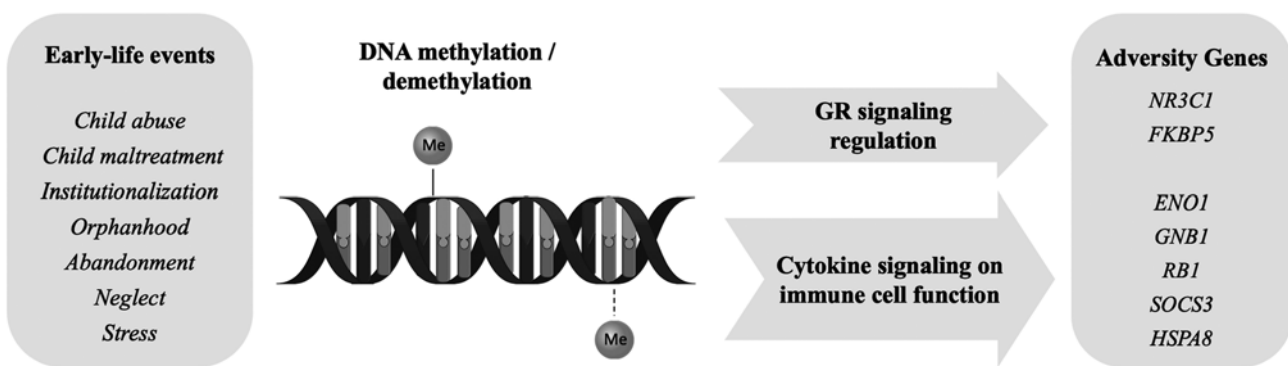 Early-life events
Child abuse
Child maltreatment
Institutionalization
Orphanhood
Abandonment
Neglect
Stress
DNA methylation /
demethylation
Me
Me
GR signaling
regulation
Cytokine signaling on
immune cell function
Adversity Genes
NR3C1
FKBP5
ENO1
GNB1
RB1
SOCS3
HSPA8